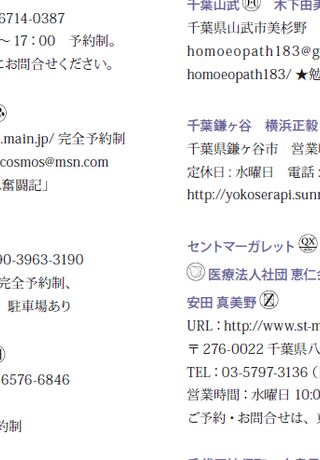 6714-0387
～ 17：00　予約制。
にお問合せください。
.main.jp/ 完全予約制
cosmos@msn.com
奮闘記」
90-3963-3190
完全予約制、
駐車場あり
6576-6846
約制
千葉山武 H 木下由美
千葉県山武市美杉野
homoeopath183@g
homoeopath183/ ★勉
千葉鎌ヶ谷　横浜正毅
千葉県鎌ヶ谷市　営業
定休日：水曜日　電話：
http://yokoserapi.sunn
セントマーガレット QX
医療法人社団 恵仁会
安田 真美野 Z
URL：http://www.st-m
〒 276-0022 千葉県八
TEL：03-5797-3136（
営業時間：水曜日 10:0
ご予約・お問合せは、